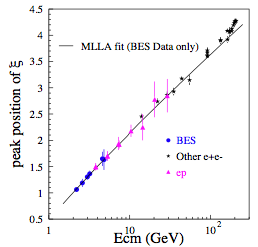 4.5
4
3.5
3
2.5
2
1.5
1
0.5
peak position of ξ
MLLA fit (BES Data only)
BES
Other e+e-
ep
1 10 10²
Ecm (GeV)